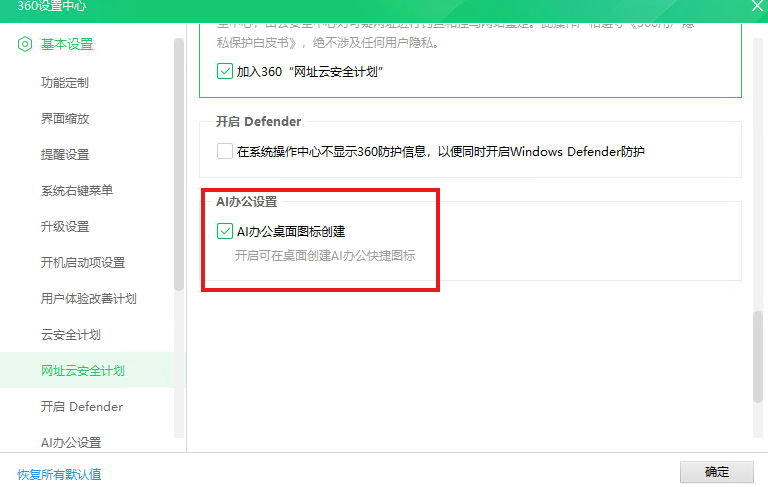 360设置中心
基本设置
功能定制
界面缩放
提醒设置
系统右键菜单
升级设置
开机启动项设置
用户体验改善计划
云安全计划
网址云安全计划
开启 Defender
AI办公设置
私保护白皮书》，绝不涉及任何用户隐私。
加入360“网址云安全计划”
开启 Defender
在系统操作中心不显示360防护信息，以便同时开启Windows Defender防护
AI办公设置
AI办公桌面图标创建
开启可在桌面创建AI办公快捷图标
恢复所有默认值
确定